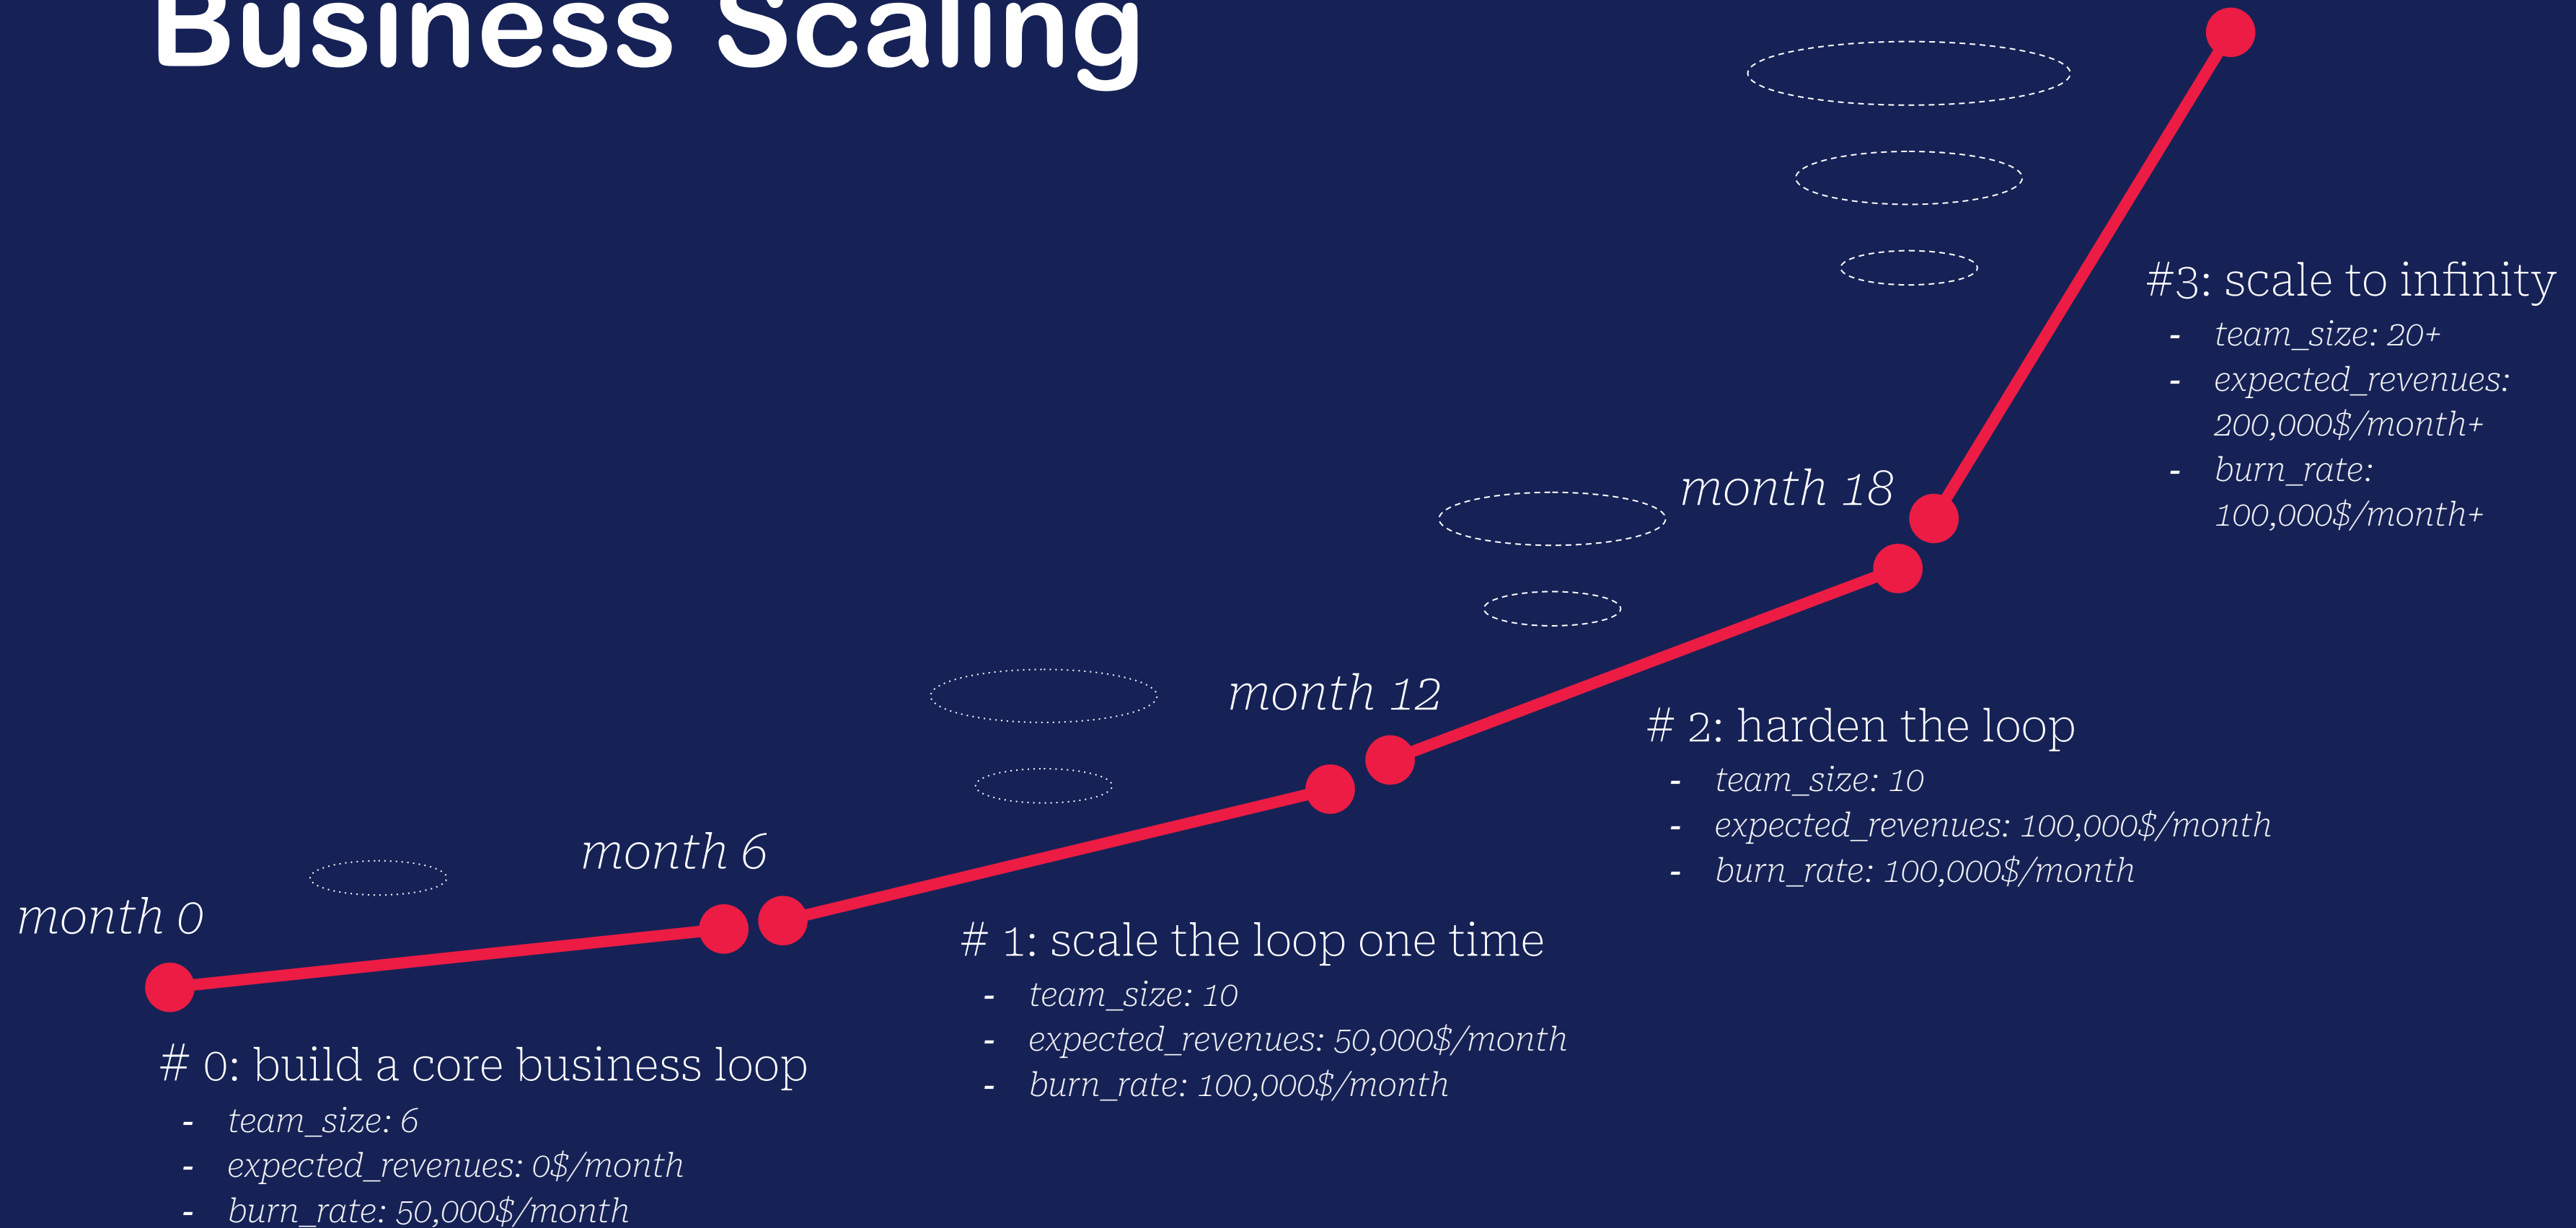 Business Scaling
month 0
# 0: build a core business loop
- team_size: 6
- expected_revenues: 0$/month
- burn_rate: 50,000$/month
month 6
# 1: scale the loop one time
- team_size: 10
- expected_revenues: 50,000$/month
- burn_rate: 100,000$/month
month 12
# 2: harden the loop
- team_size: 10
- expected_revenues: 100,000$/month
- burn_rate: 100,000$/month
month 18
#3: scale to infinity
- team_size: 20+
- expected_revenues:
200,000$/month+
- burn_rate:
100,000$/month+